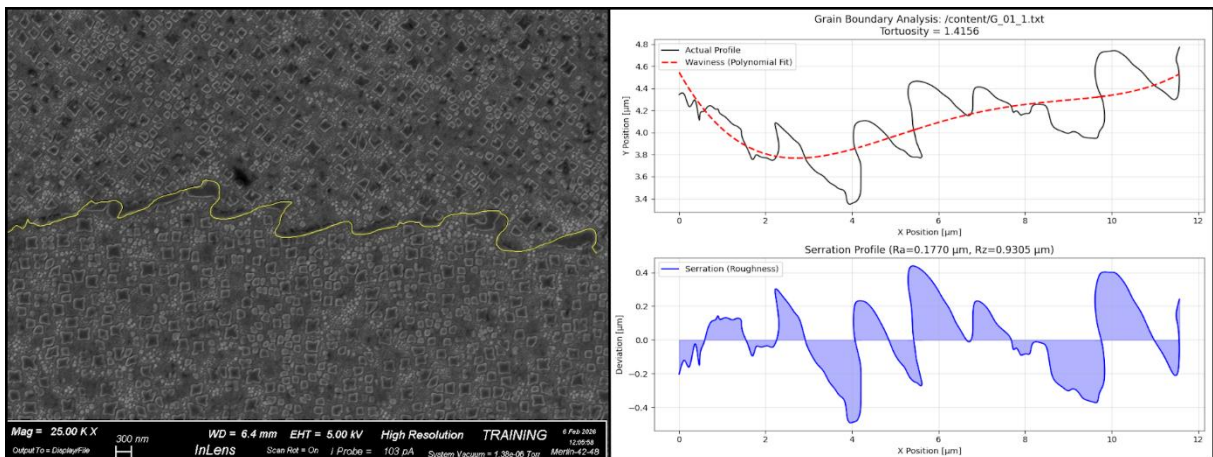 Mag = 25.00 K X
300 nm
WD = 6.4 mm
EHT = 5.00 kV
High Resolution
TRAINING
6 Feb 2026
12:05:58
Output To = Display/File
InLens
Scan Rot = On
I Probe = 103 pA
System Vacuum = 1.38e-06 Torr
Merlin-42-48
Grain Boundary Analysis: /content/G_01_1.txt
Tortuosity = 1.4156
Actual Profile
Waviness (Polynomial Fit)
Y Position [μm]
4.8
4.6
4.4
4.2
4.0
3.8
3.6
3.4
0 2 4 6 8 10
X Position [μm]
Serration Profile (Ra=0.1770 μm, Rz=0.9305 μm)
Serration (Roughness)
Deviation [μm]
0.4
0.2
0.0
−0.2
−0.4
0 2 4 6 8 10
X Position [μm]